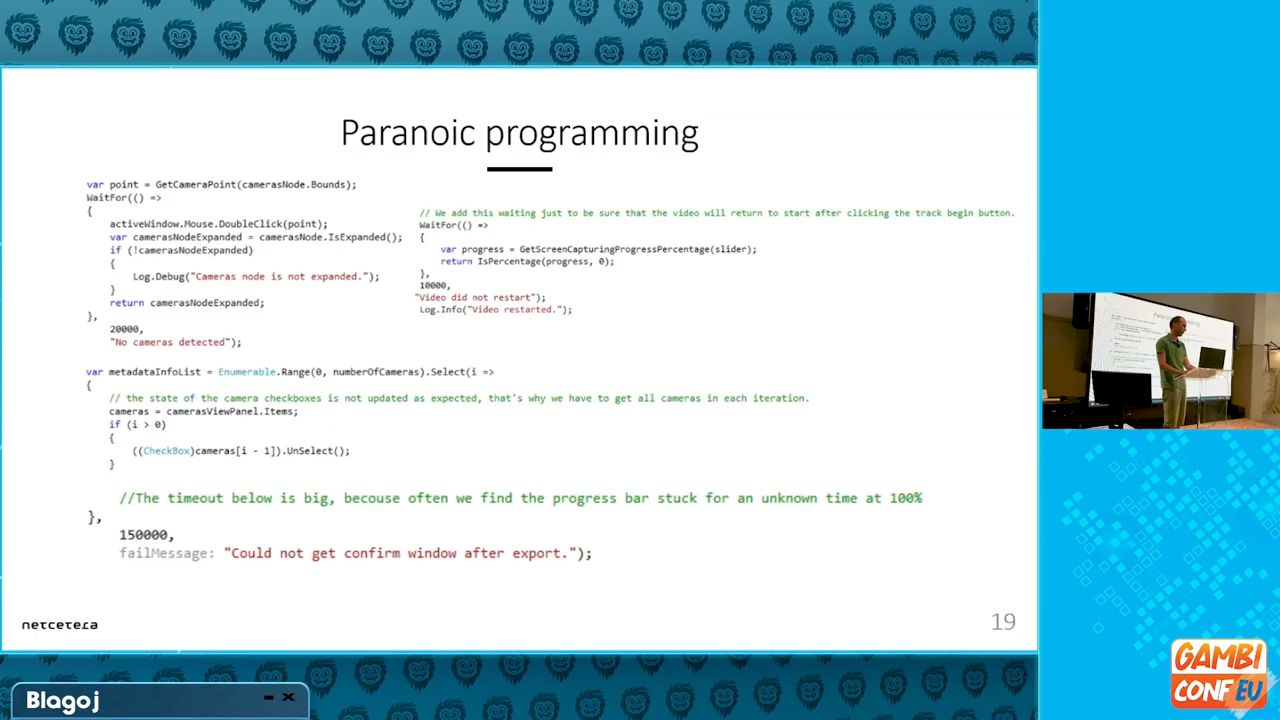 Paranoic programming
var point = GetCameraPoint(camerasNode.Bounds);
WaitFor(() =>
{
activeWindow.Mouse.DoubleClick(point);
var camerasNodeExpanded = cameraNode.IsExpanded();
if (!camerasNodeExpanded)
{
Log.Debug("Cameras node is not expanded.");
}
return camerasNodeExpanded;
},
20000,
"No cameras detected");
// We add this waiting just to be sure that the video will return to start after clicking the track begin button.
WaitFor(() =>
{
var progress = GetScreenCapturingProgressPercentage(slider);
return IsPercentage(progress, 0);
},
10000,
"Video did not restart");
Log.Info("Video restarted.");
var metadataInfoList = Enumerable.Range(0, numberOfCameras).Select(i =>
{
// the state of the camera checkboxes is not updated as expected, that's why we have to get all cameras in each iteration.
cameras = camerasViewPanel.Items;
if (i > 0)
{
((CheckBox)cameras[i - 1]).UnSelect();
}
//The timeout below is big, becouse often we find the progress bar stuck for an unknown time at 100%
},
150000,
failMessage: "Could not get confirm window after export.");
netcetera
19
Blagoj
GAMBI
CONF EU